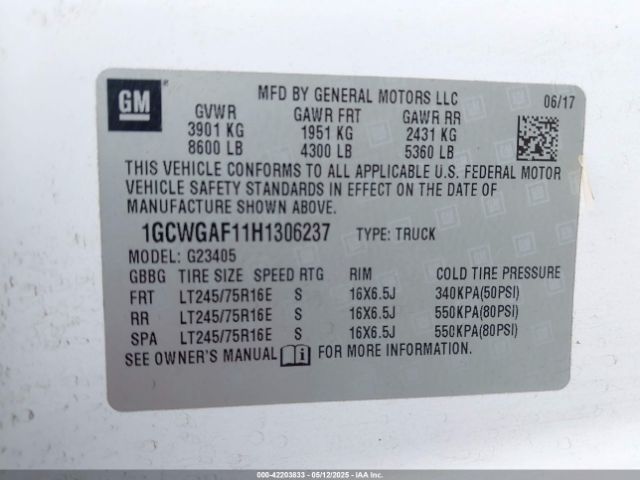 GM
MFD BY GENERAL MOTORS LLC 06/17
GVWR GAWR FRT GAWR RR
3901 KG 1951 KG 2431 KG
8600 LB 4300 LB 5360 LB
THIS VEHICLE CONFORMS TO ALL APPLICABLE U.S. FEDERAL MOTOR
VEHICLE SAFETY STANDARDS IN EFFECT ON THE DATE OF
MANUFACTURE SHOWN ABOVE.
1GCWGAF11H1306237 TYPE: TRUCK
MODEL: G23405
GBBG TIRE SIZE SPEED RTG RIM COLD TIRE PRESSURE
FRT LT245/75R16E S 16X6.5J 340KPA(50PSI)
RR LT245/75R16E S 16X6.5J 550KPA(80PSI)
SPA LT245/75R16E S 16X6.5J 550KPA(80PSI)
SEE OWNER'S MANUAL FOR MORE INFORMATION.
000-42203633 - 05/12/2025 - IAA, Inc.